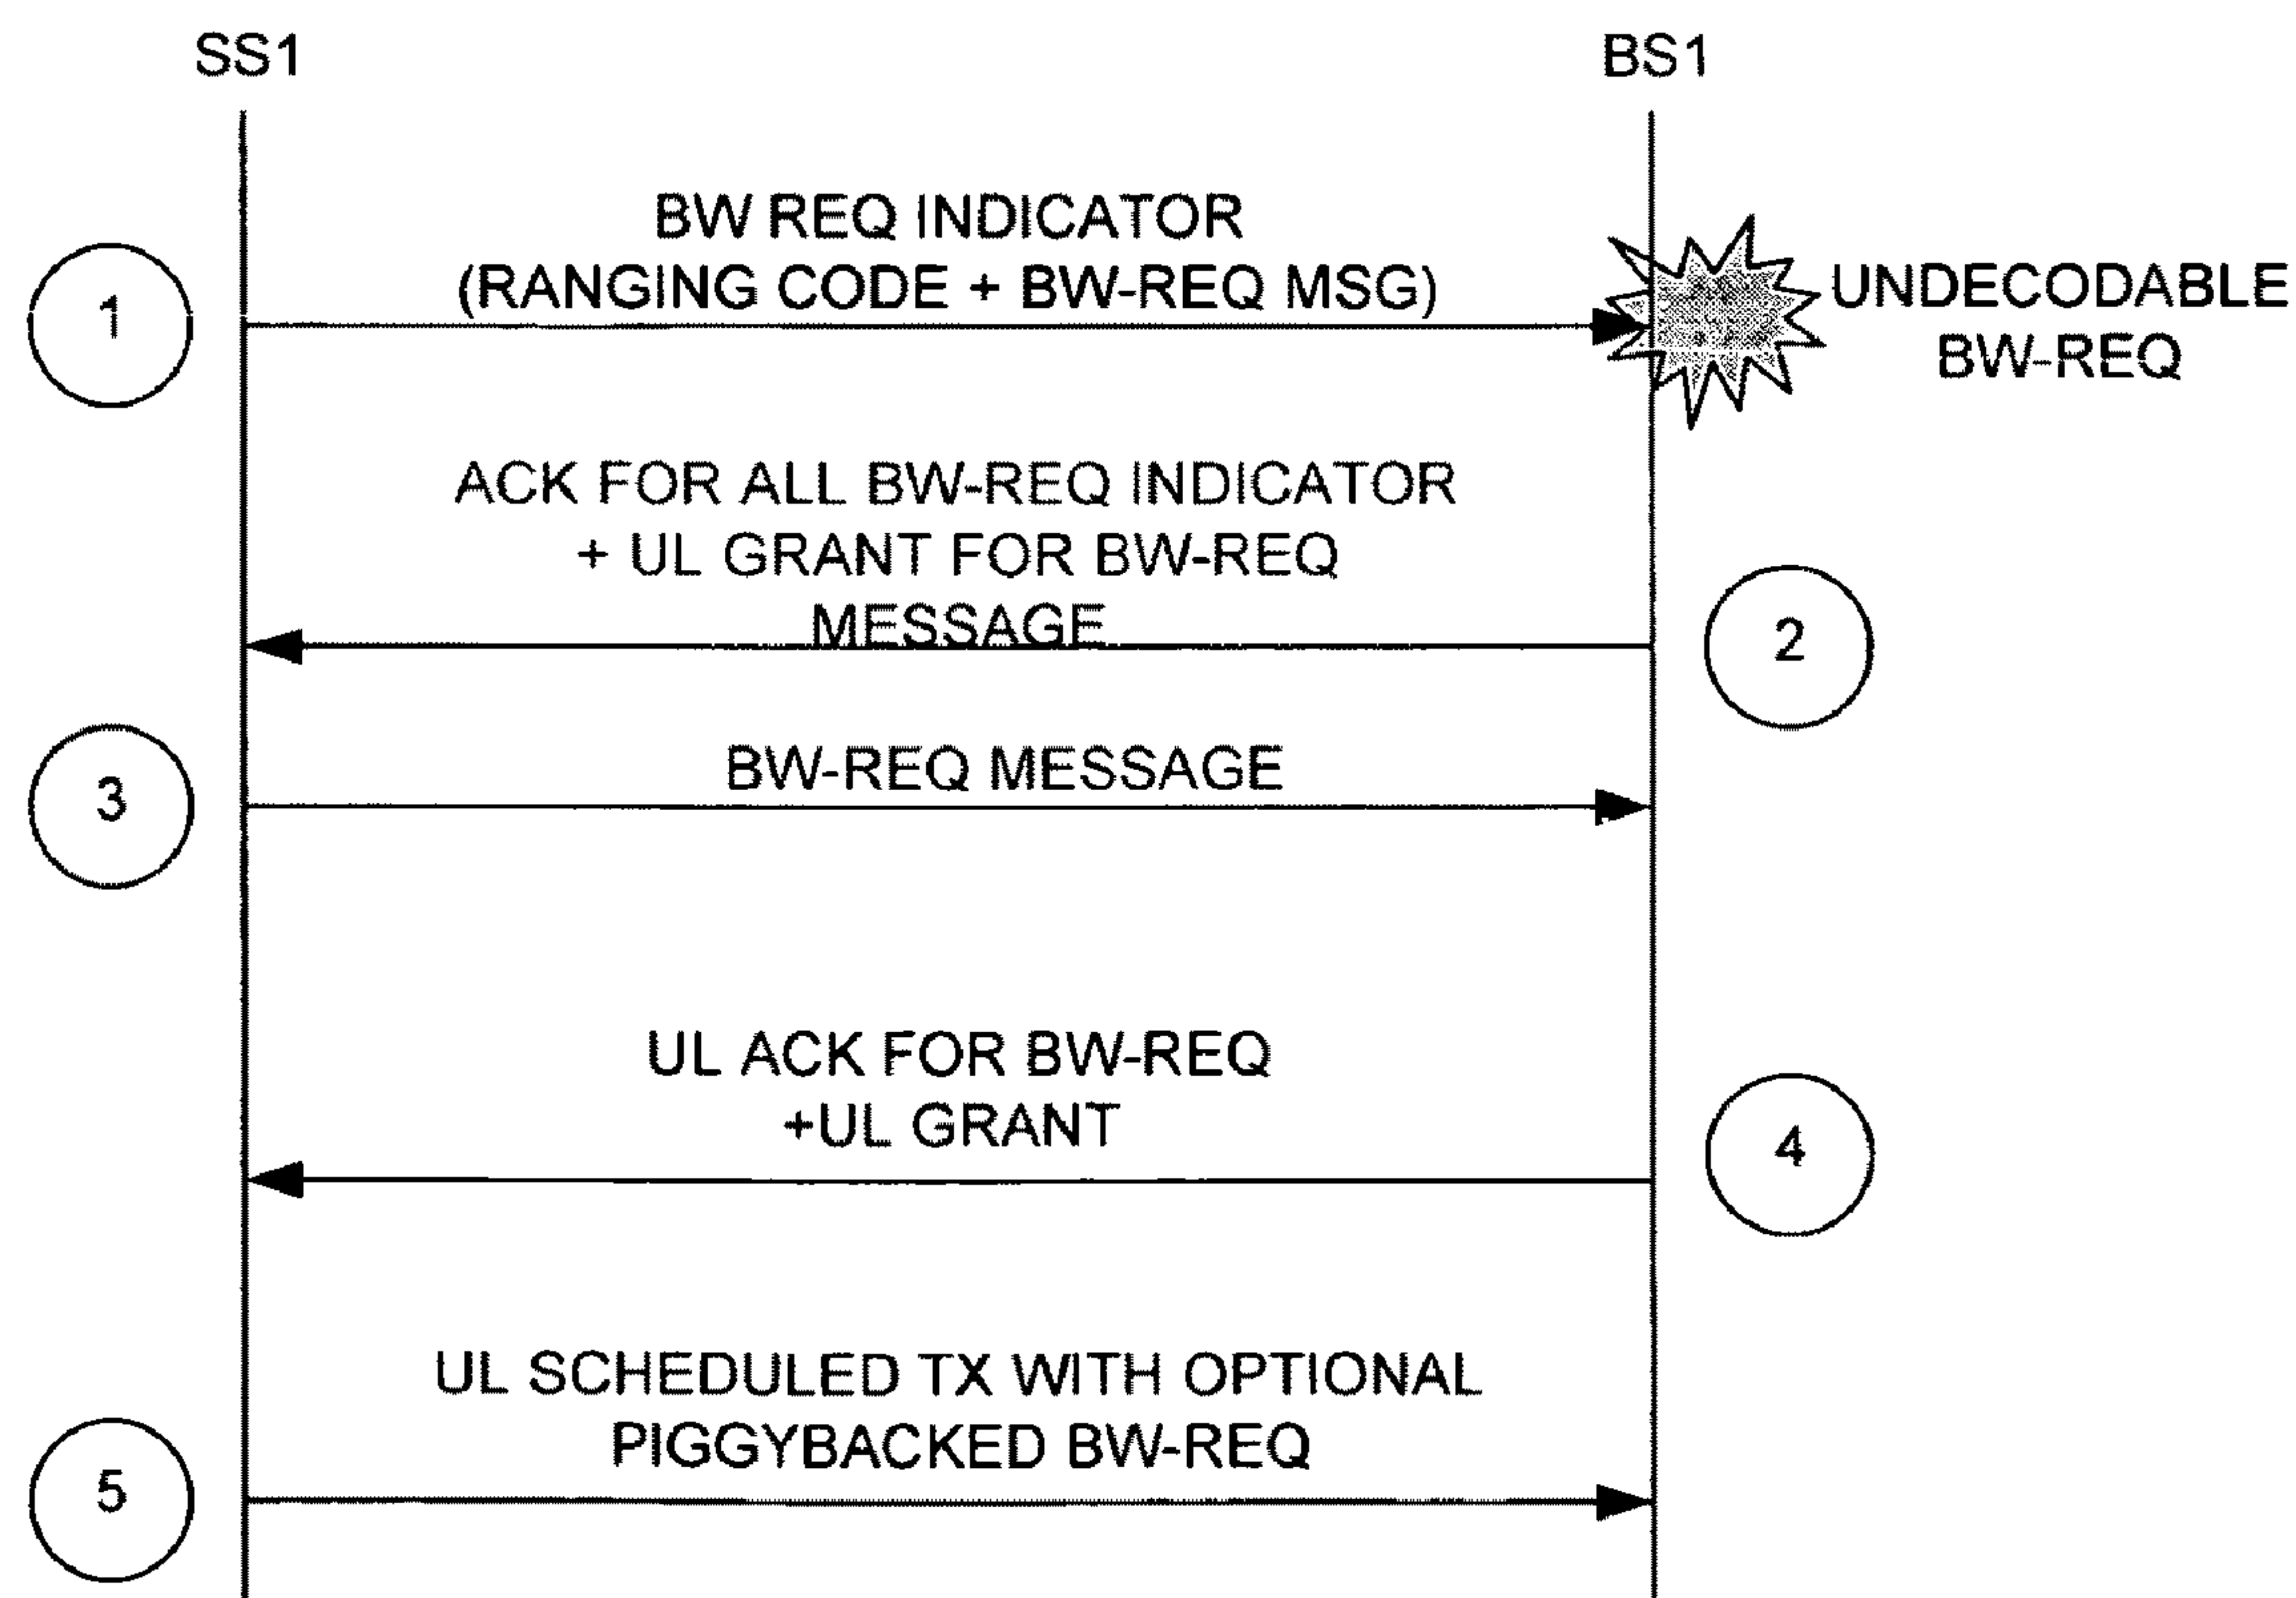 SS1
BS1
1
BW REQ INDICATOR
(RANGING CODE + BW-REQ MSG)
UNDECODABLE
BW-REQ
ACK FOR ALL BW-REQ INDICATOR
+ UL GRANT FOR BW-REQ
MESSAGE
2
3
BW-REQ MESSAGE
UL ACK FOR BW-REQ
+UL GRANT
4
UL SCHEDULED TX WITH OPTIONAL
PIGGYBACKED BW-REQ
5